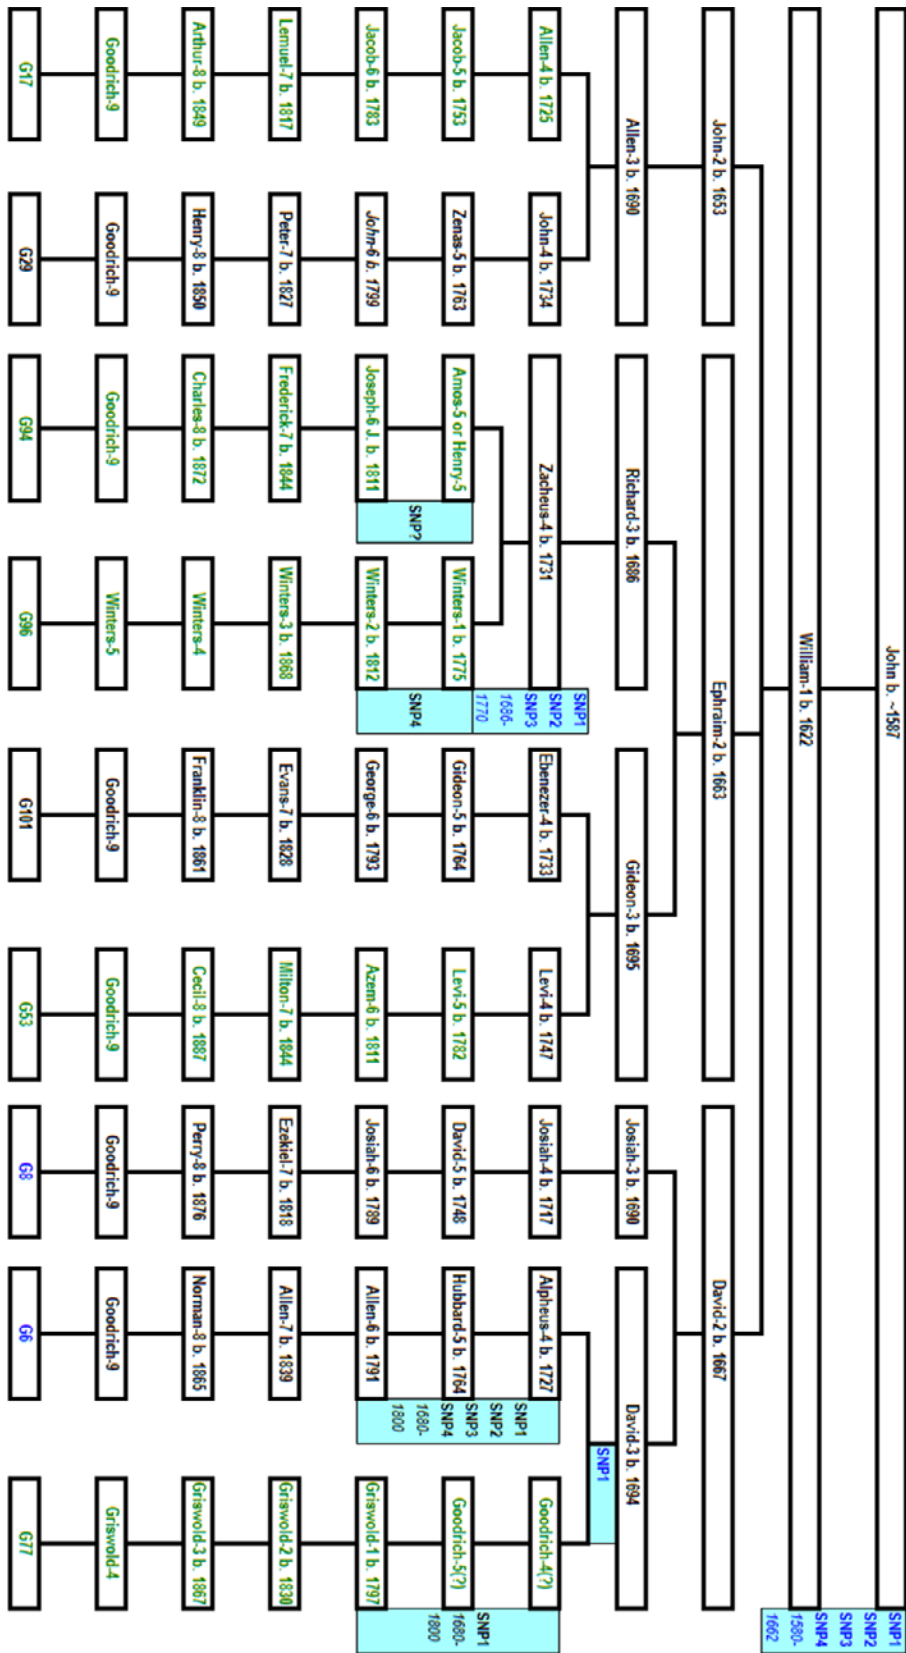 John b. ~1587
SNP1
SNP2
SNP3
SNP4
1580-
1662
William-1 b. 1622
John-2 b. 1653
Ephraim-2 b. 1663
David-2 b. 1667
Allen-3 b. 1690
Richard-3 b. 1686
Gideon-3 b. 1695
Josiah-3 b. 1690
David-3 b. 1694
SNP1
Allen-4 b. 1725
John-4 b. 1734
Zacheus-4 b. 1731
SNP1
SNP2
SNP3
1686-
1770
Ebenezer-4 b. 1733
Levi-4 b. 1747
Josiah-4 b. 1717
Alpheus-4 b. 1727
Goodrich-4(?)
Jacob-5 b. 1753
Zenas-5 b. 1763
Amos-5 or Henry-5
Winters-1 b. 1775
Gideon-5 b. 1764
Levi-5 b. 1782
David-5 b. 1748
Hubbard-5 b. 1764
Goodrich-5(?)
SNP?
SNP4
SNP1
SNP2
SNP3
SNP4
1680-
1800
SNP1
1680-
1800
Jacob-6 b. 1783
John-6 b. 1799
Joseph-6 J. b. 1811
Winters-2 b. 1812
George-6 b. 1793
Azem-6 b. 1811
Josiah-6 b. 1789
Allen-6 b. 1791
Griswold-1 b. 1797
Lemuel-7 b. 1817
Peter-7 b. 1827
Frederick-7 b. 1844
Winters-3 b. 1868
Evans-7 b. 1828
Milton-7 b. 1844
Ezekiel-7 b. 1818
Allen-7 b. 1839
Griswold-2 b. 1830
Arthur-8 b. 1849
Henry-8 b. 1850
Charles-8 b. 1872
Winters-4
Franklin-8 b. 1861
Cecil-8 b. 1887
Perry-8 b. 1876
Norman-8 b. 1865
Griswold-3 b. 1867
Goodrich-9
Goodrich-9
Goodrich-9
Winters-5
Goodrich-9
Goodrich-9
Goodrich-9
Goodrich-9
Griswold-4
G17
G29
G94
G96
G101
G53
G8
G6
G77